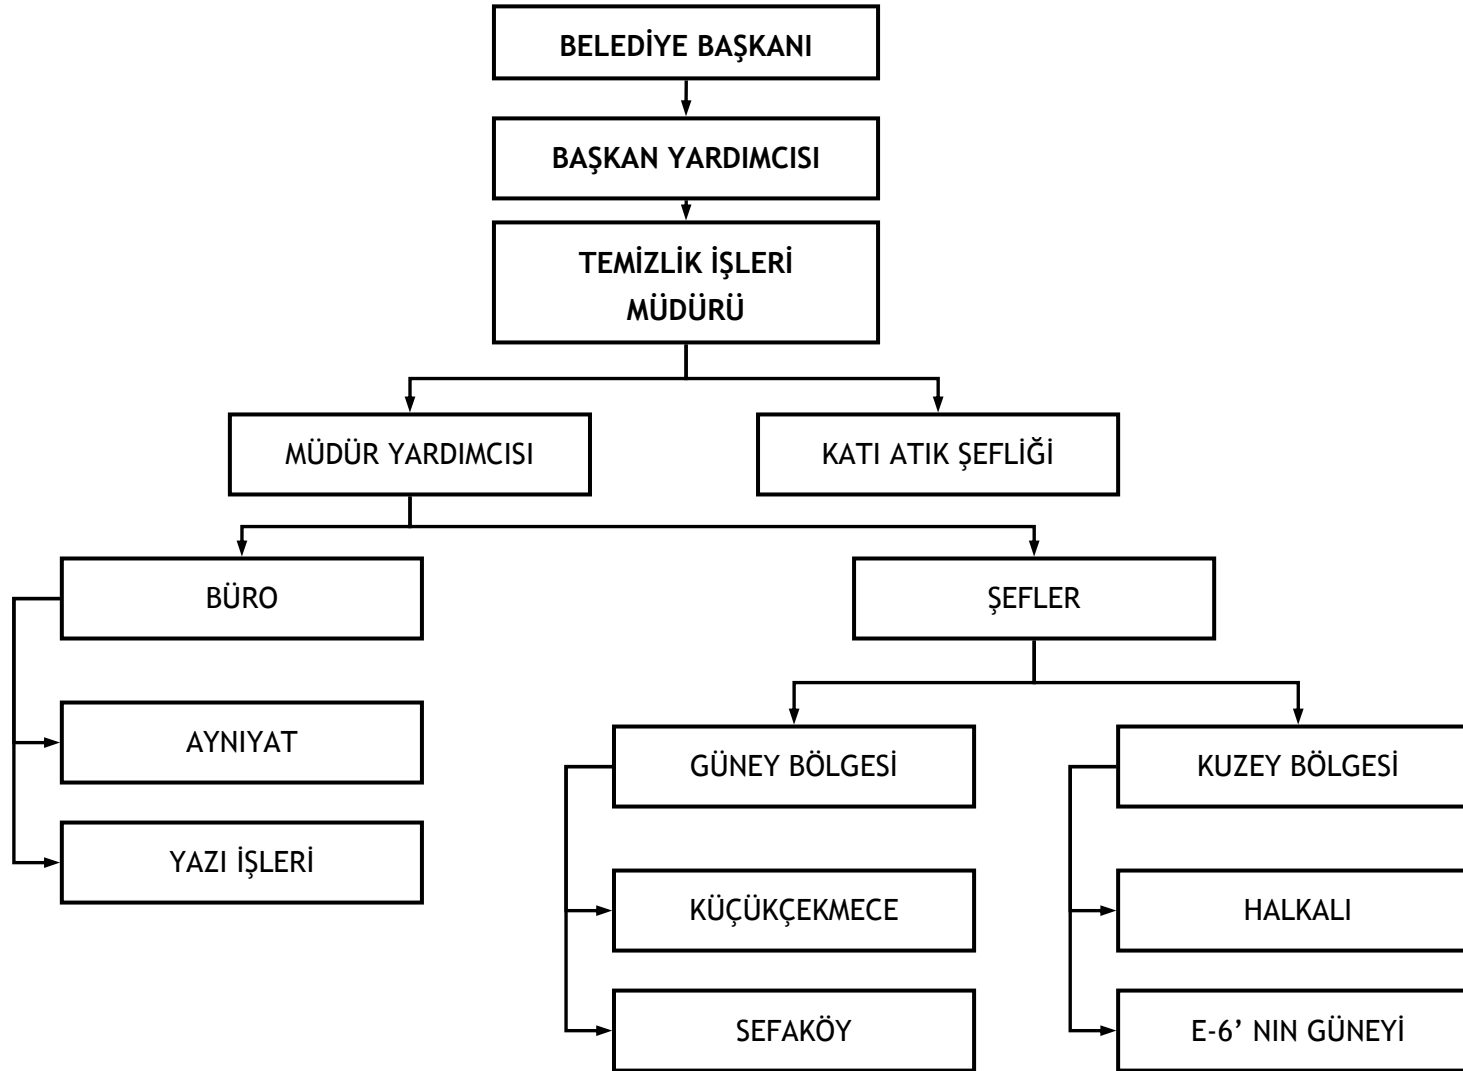 BELEDİYE BAŞKANI
BAŞKAN YARDIMCISI
TEMİZLİK İŞLERİ
MÜDÜRÜ
MÜDÜR YARDIMCISI
KATI ATIK ŞEFLİĞİ
BÜRO
ŞEFLER
AYNIYAT
GÜNEY BÖLGESİ
KUZEY BÖLGESİ
YAZI İŞLERİ
KÜÇÜKÇEKMECE
HALKALI
SEFAKÖY
E-6’ NIN GÜNEYİ